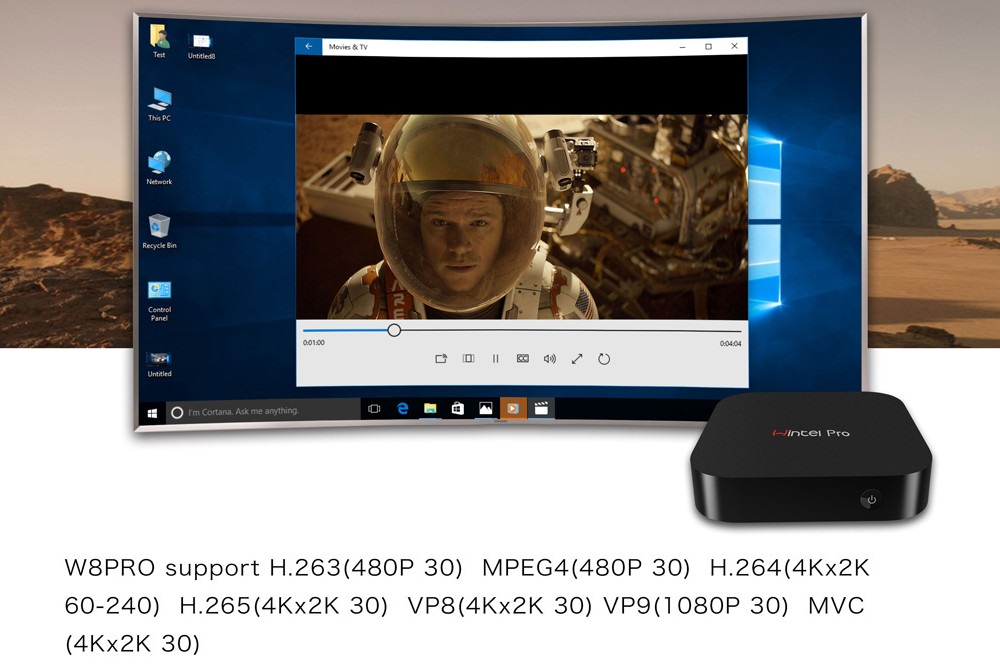 Movies & TV
Test
Untitled8
This PC
Network
Recycle Bin
Control
Panel
Untitled
0:01:00
0:04:04
CC
I'm Cortana. Ask me anything.
Wintel Pro
W8PRO support H.263(480P 30) MPEG4(480P 30) H.264(4Kx2K
60-240) H.265(4Kx2K 30) VP8(4Kx2K 30) VP9(1080P 30) MVC
(4Kx2K 30)